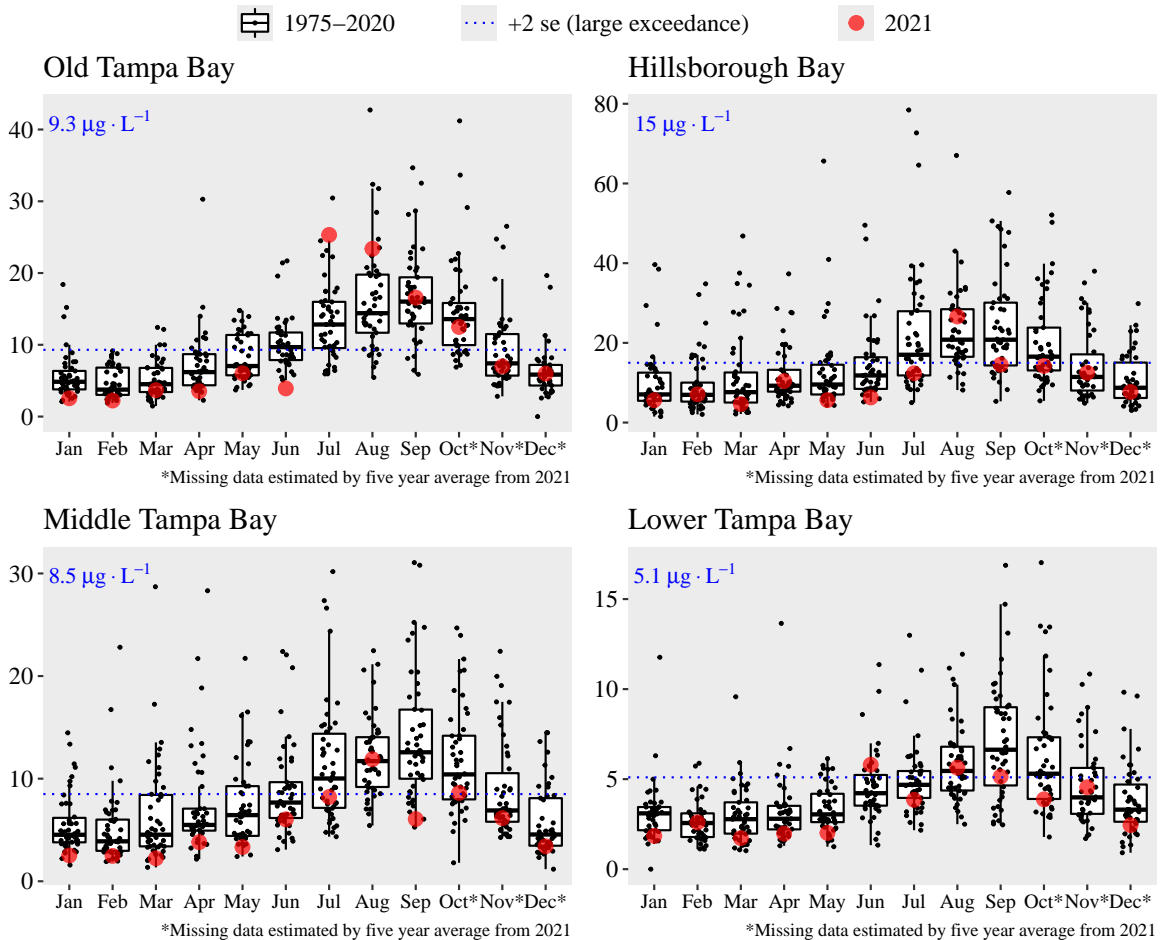 1975–2020 +2 se (large exceedance) 2021
Old Tampa Bay
9.3 μg · L⁻¹
40
30
20
10
0
Jan Feb Mar Apr May Jun Jul Aug Sep Oct* Nov* Dec*
*Missing data estimated by five year average from 2021
Hillsborough Bay
15 μg · L⁻¹
80
60
40
20
0
Jan Feb Mar Apr May Jun Jul Aug Sep Oct* Nov* Dec*
*Missing data estimated by five year average from 2021
Middle Tampa Bay
8.5 μg · L⁻¹
30
20
10
0
Jan Feb Mar Apr May Jun Jul Aug Sep Oct* Nov* Dec*
*Missing data estimated by five year average from 2021
Lower Tampa Bay
5.1 μg · L⁻¹
15
10
5
0
Jan Feb Mar Apr May Jun Jul Aug Sep Oct* Nov* Dec*
*Missing data estimated by five year average from 2021